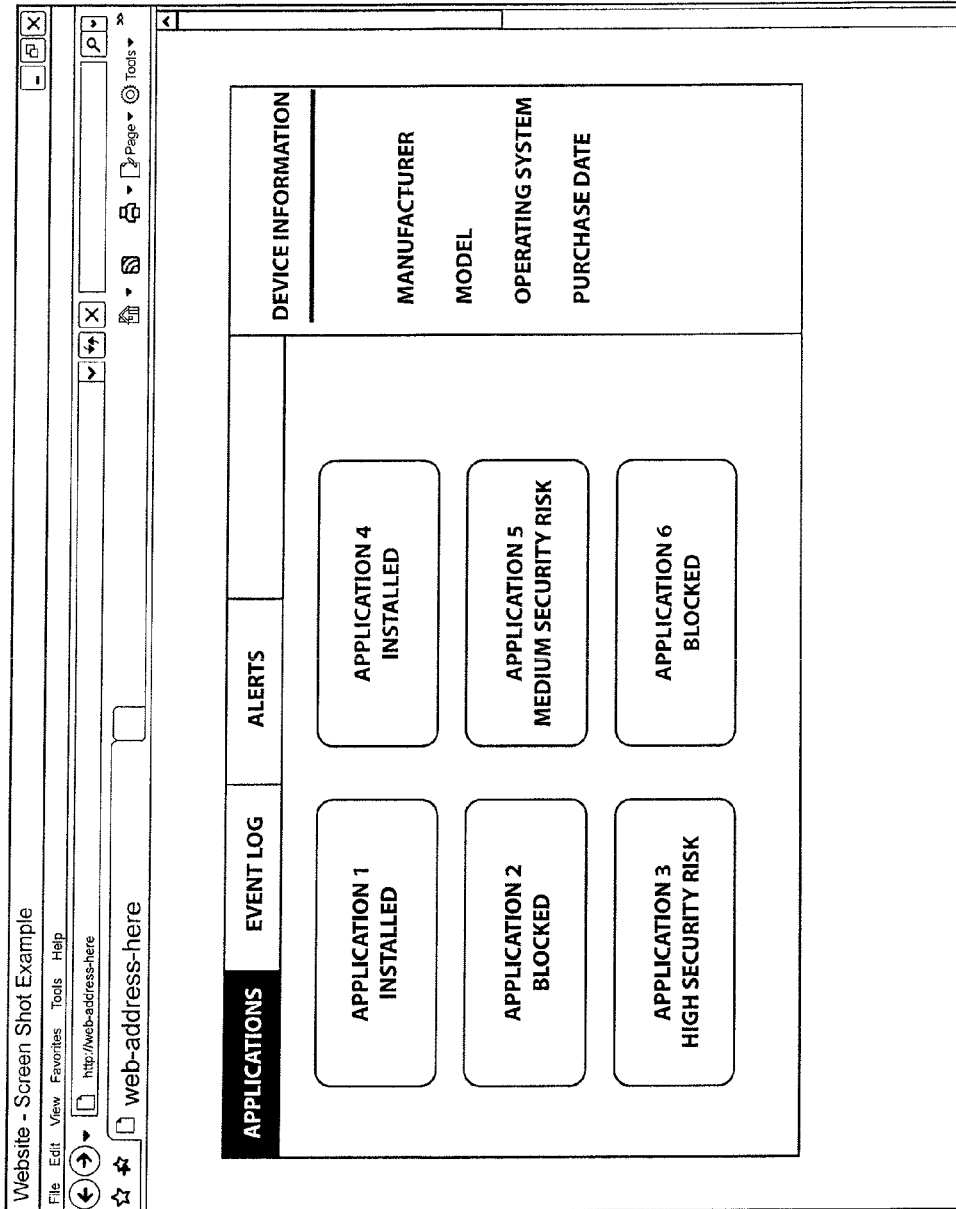 Website - Screen Shot Example
File Edit View Favorites Tools Help
http://web-address-here
web-address-here
Page Tools
APPLICATIONS
EVENT LOG
ALERTS
APPLICATION 1
INSTALLED
APPLICATION 4
INSTALLED
APPLICATION 2
BLOCKED
APPLICATION 5
MEDIUM SECURITY RISK
APPLICATION 3
HIGH SECURITY RISK
APPLICATION 6
BLOCKED
DEVICE INFORMATION
MANUFACTURER
MODEL
OPERATING SYSTEM
PURCHASE DATE